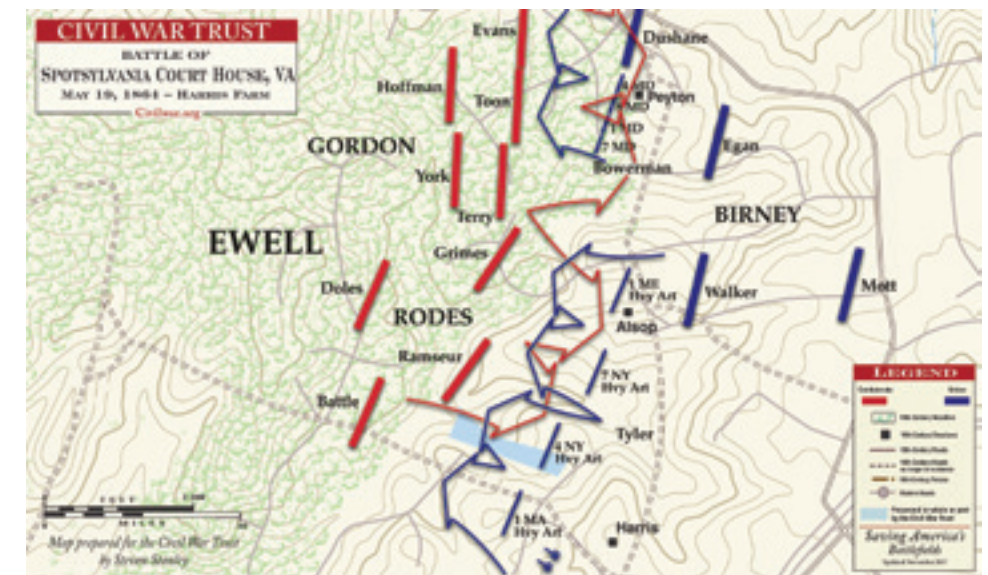 CIVIL WAR TRUST
BATTLE OF
SPOTSYLVANIA COURT HOUSE, VA
MAY 19, 1864 – HARRIS FARM
Civilwar.org
Evans
Dushane
Hoffman
Toon
Peyton
1 MD
7 MD
Bowerman
Egan
GORDON
York
Terry
BIRNEY
EWELL
Grimes
Doles
1 ME
Hvy Art
Walker
Mott
RODES
Alsop
Ramseur
7 NY
Hvy Art
Battle
Tyler
4 NY
Hvy Art
1 MA
Hvy Art
Harris
FEET
MILES
Map prepared for the Civil War Trust
by Steven Stanley
LEGEND
Confederate
Union
Saving America's
Battlefields